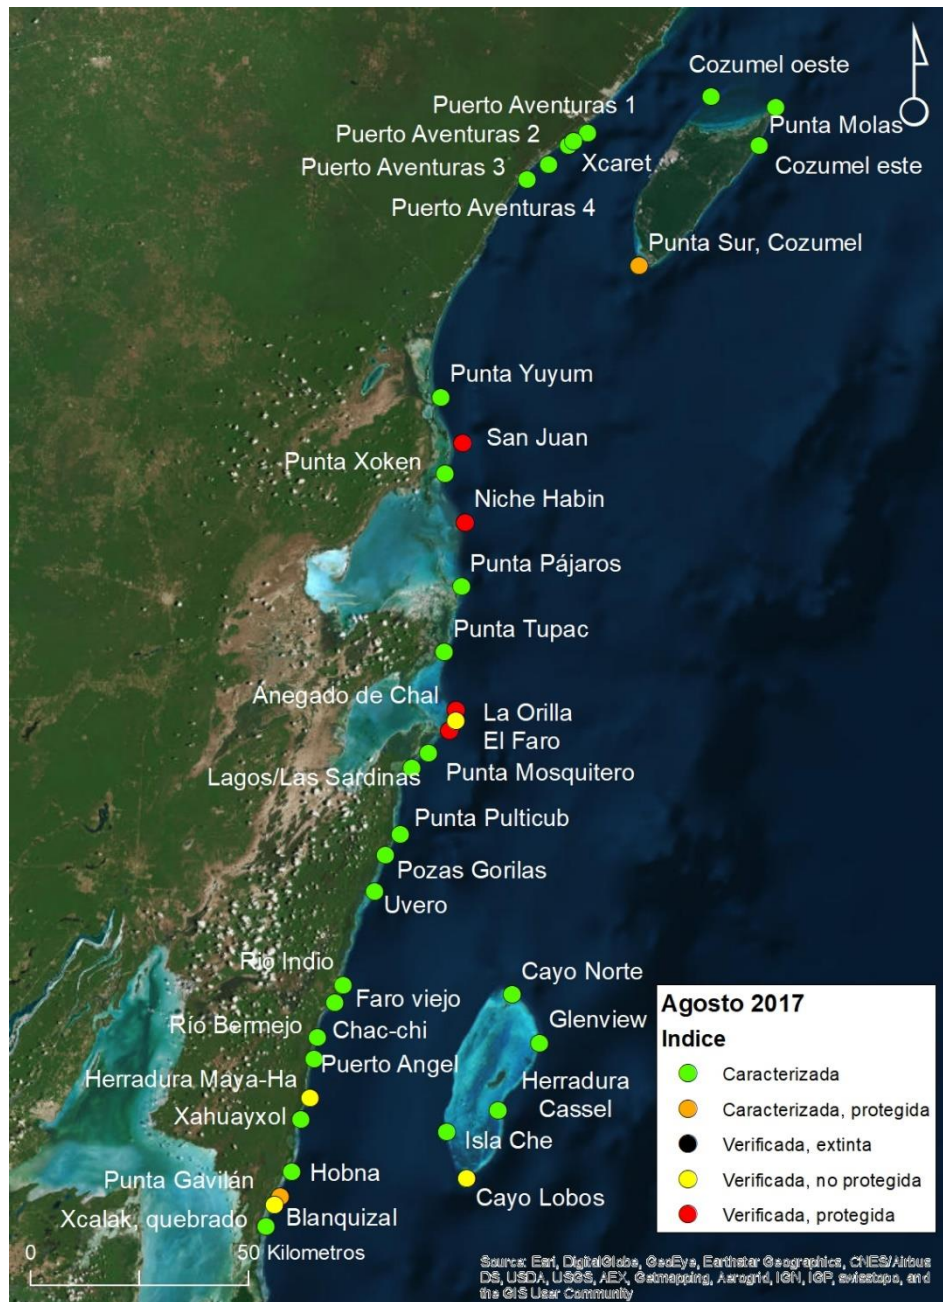 Cozumel oeste
Puerto Aventuras 1
Punta Molas
Puerto Aventuras 2
Xcaret
Cozumel este
Puerto Aventuras 3
Puerto Aventuras 4
Punta Sur, Cozumel
Punta Yuyum
San Juan
Punta Xoken
Niche Habin
Punta Pájaros
Punta Tupac
Anegado de Chal
La Orilla
El Faro
Punta Mosquitero
Lagos/Las Sardinas
Punta Pulticub
Pozas Gorilas
Uvero
Rio Indio
Cayo Norte
Faro viejo
Glenview
Río Bermejo
Chac-chi
Puerto Angel
Herradura Maya-Ha
Herradura
Cassel
Xahuayxol
Isla Che
Hobna
Punta Gavilán
Cayo Lobos
Xcalak, quebrado
Blanquizal
0 50 Kilometros
Agosto 2017
Indice
Caracterizada
Caracterizada, protegida
Verificada, extinta
Verificada, no protegida
Verificada, protegida
Source: Esri, DigitalGlobe, GeoEye, Earthstar Geographics, CNES/Airbus
DS, USDA, USGS, AEX, Getmapping, Aerogrid, IGN, IGP, swisstopo, and
the GIS User Community